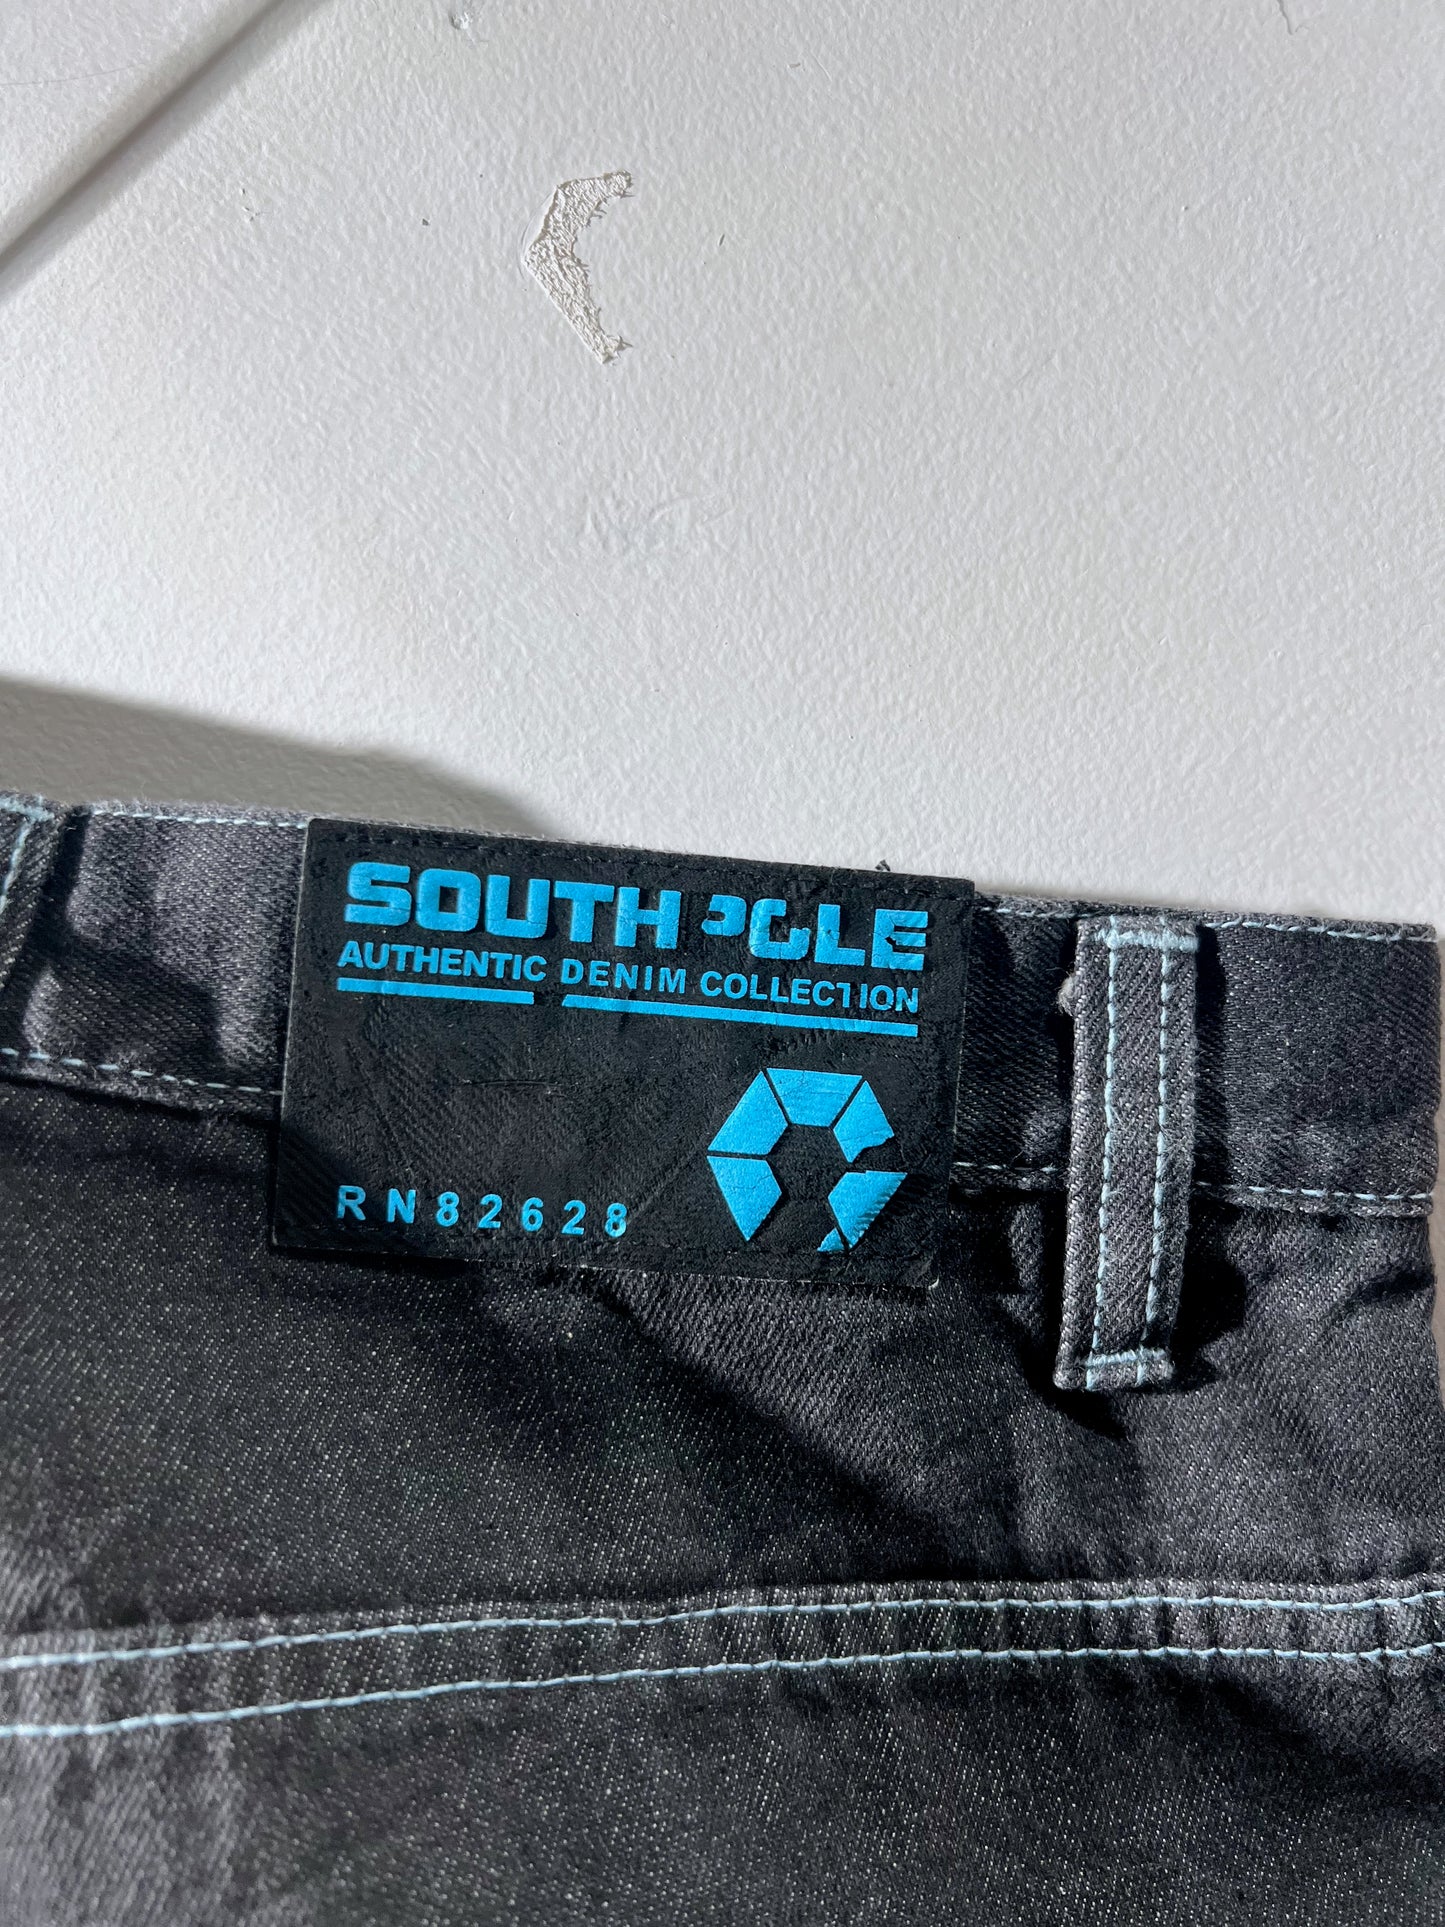 SOUTH POLE
AUTHENTIC DENIM COLLECTION
RN82628